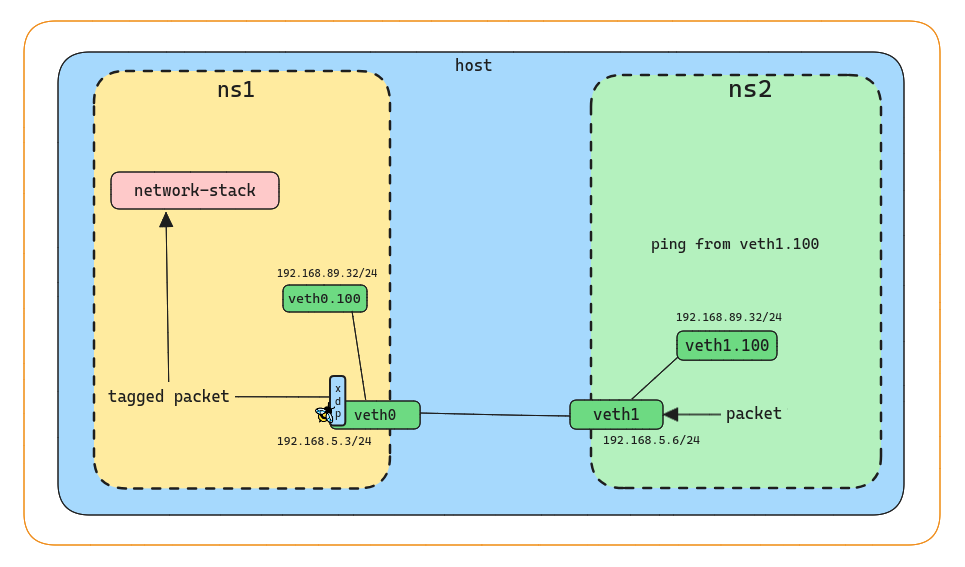 host
ns1
ns2
network-stack
ping from veth1.100
192.168.89.32/24
veth0.100
192.168.89.32/24
veth1.100
tagged packet
x
d
p
veth0
veth1
packet
192.168.5.3/24
192.168.5.6/24